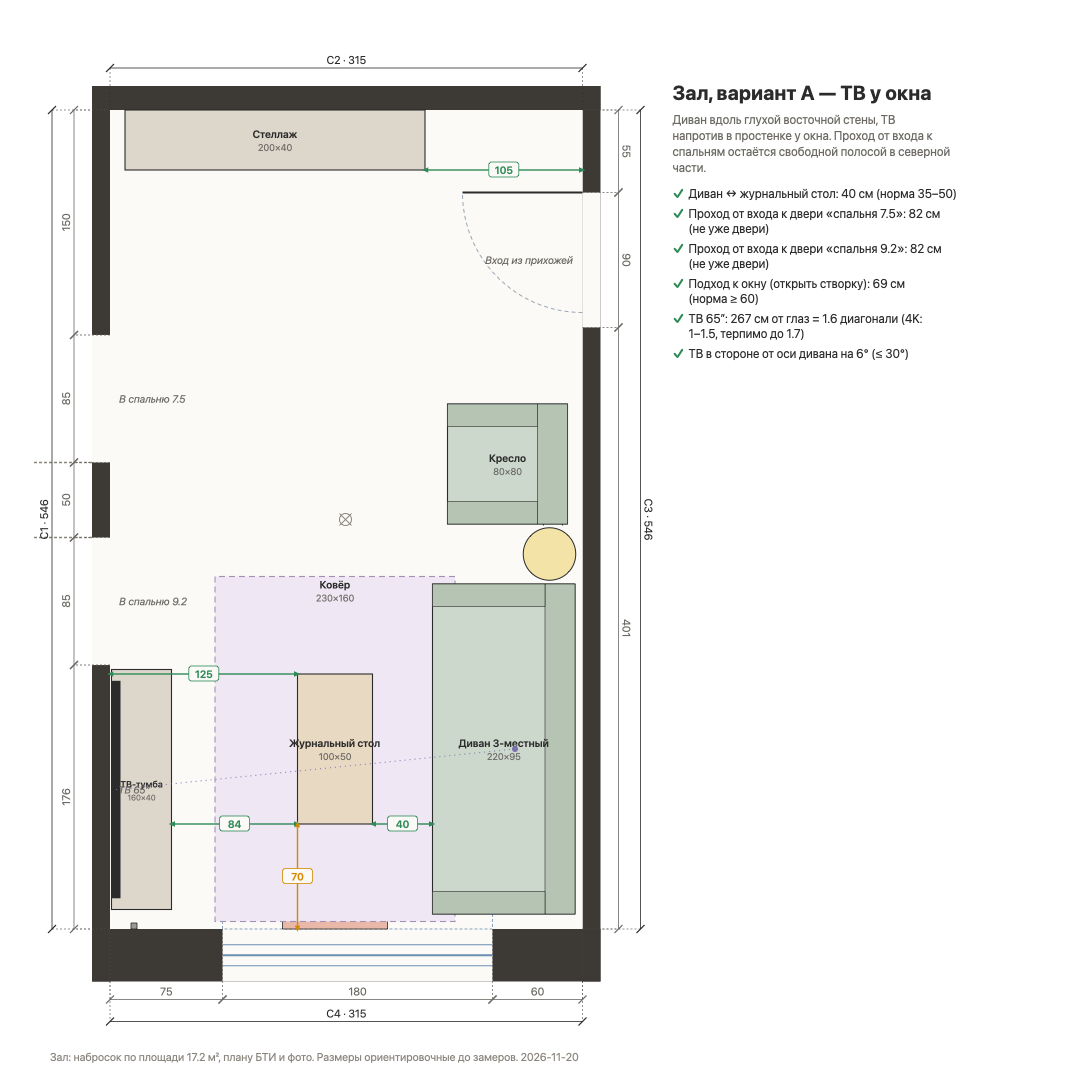 С2 · 315
Зал, вариант А — ТВ у окна
Диван вдоль глухой восточной стены, ТВ
напротив в простенке у окна. Проход от входа к
спальням остаётся свободной полосой в северной
части.
Диван ↔ журнальный стол: 40 см (норма 35–50)
Проход от входа к двери «спальня 7.5»: 82 см
(не уже двери)
Проход от входа к двери «спальня 9.2»: 82 см
(не уже двери)
Подход к окну (открыть створку): 69 см
(норма ≥ 60)
ТВ 65″: 267 см от глаз = 1.6 диагонали (4K:
1–1.5, терпимо до 1.7)
ТВ в стороне от оси дивана на 6° (≤ 30°)
Стеллаж
200×40
105
55
150
90
Вход из прихожей
В спальню 7.5
85
Кресло
80×80
50
С1 · 546
С3 · 546
Ковёр
230×160
В спальню 9.2
85
401
125
Журнальный стол
100×50
Диван 3-местный
220×95
ТВ-тумба
ТВ 65″
160×40
176
84
40
70
75
180
60
С4 · 315
Зал: набросок по площади 17.2 м², плану БТИ и фото. Размеры ориентировочные до замеров. 2026-11-20